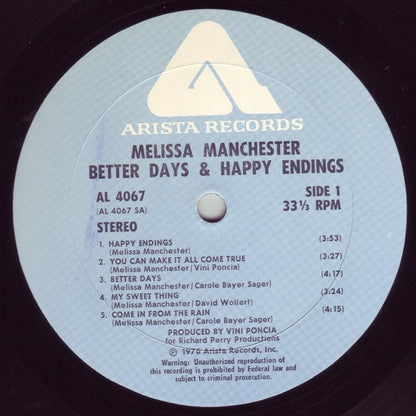 ARISTA RECORDS
MELISSA MANCHESTER
BETTER DAYS & HAPPY ENDINGS
AL 4067
SIDE 1
(AL 4067 SA)
33⅓ RPM
STEREO
1. HAPPY ENDINGS (3:53)
(Melissa Manchester)
2. YOU CAN MAKE IT ALL COME TRUE (3:27)
(Melissa Manchester/Vini Poncia)
3. BETTER DAYS (4:17)
(Melissa Manchester/Carole Bayer Sager)
4. MY SWEET THING (3:24)
(Melissa Manchester/David Wolfert)
5. COME IN FROM THE RAIN (4:15)
(Melissa Manchester/Carole Bayer Sager)
PRODUCED BY VINI PONCIA
for Richard Perry Productions
Ⓟ 1976 Arista Records, Inc.
Warning: Unauthorized reproduction of
this recording is prohibited by Federal law and
subject to criminal prosecution.